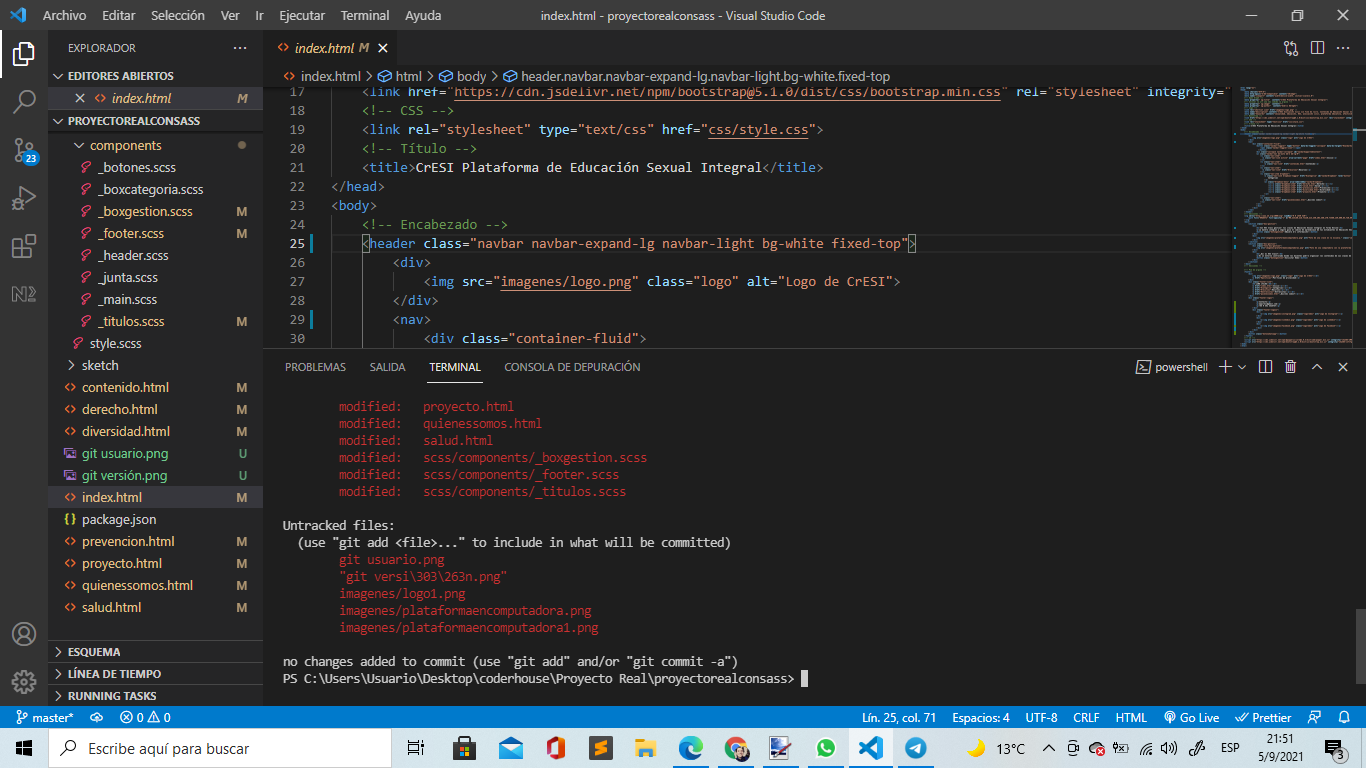 Archivo Editar Selección Ver Ir Ejecutar Terminal Ayuda index.html - proyectorealconsass - Visual Studio Code
EXPLORADOR
EDITORES ABIERTOS
index.html M
PROYECTOREALCONSASS
components
_botones.scss
_boxcategoria.scss
_boxgestion.scss M
_footer.scss M
_header.scss
_junta.scss
_main.scss
_titulos.scss M
style.scss
sketch
contenido.html M
derecho.html M
diversidad.html M
git usuario.png U
git versión.png U
index.html M
package.json
prevencion.html M
proyecto.html M
quienessomos.html M
salud.html M
ESQUEMA
LÍNEA DE TIEMPO
RUNNING TASKS
23
index.html M
index.html > html > body > header.navbar.navbar-expand-lg.navbar-light.bg-white.fixed-top
17 <link href="https://cdn.jsdelivr.net/npm/bootstrap@5.1.0/dist/css/bootstrap.min.css" rel="stylesheet" integrity="
18 <!-- CSS -->
19 <link rel="stylesheet" type="text/css" href="css/style.css">
20 <!-- Título -->
21 <title>CrESI Plataforma de Educación Sexual Integral</title>
22 </head>
23 <body>
24 <!-- Encabezado -->
25 <header class="navbar navbar-expand-lg navbar-light bg-white fixed-top">
26 <div>
27 <img src="imagenes/logo.png" class="logo" alt="Logo de CrESI">
28 </div>
29 <nav>
30 <div class="container-fluid">
PROBLEMAS SALIDA TERMINAL CONSOLA DE DEPURACIÓN powershell
modified: proyecto.html
modified: quienessomos.html
modified: salud.html
modified: scss/components/_boxgestion.scss
modified: scss/components/_footer.scss
modified: scss/components/_titulos.scss
Untracked files:
(use "git add <file>..." to include in what will be committed)
git usuario.png
"git versi\303\263n.png"
imagenes/logo1.png
imagenes/plataformaencomputadora.png
imagenes/plataformaencomputadora1.png
no changes added to commit (use "git add" and/or "git commit -a")
PS C:\Users\Usuario\Desktop\coderhouse\Proyecto Real\proyectorealconsass>
master* 0 0 Lín. 25, col. 71 Espacios: 4 UTF-8 CRLF HTML Go Live Prettier
Escribe aquí para buscar 13°C ESP 21:51
5/9/2021 3